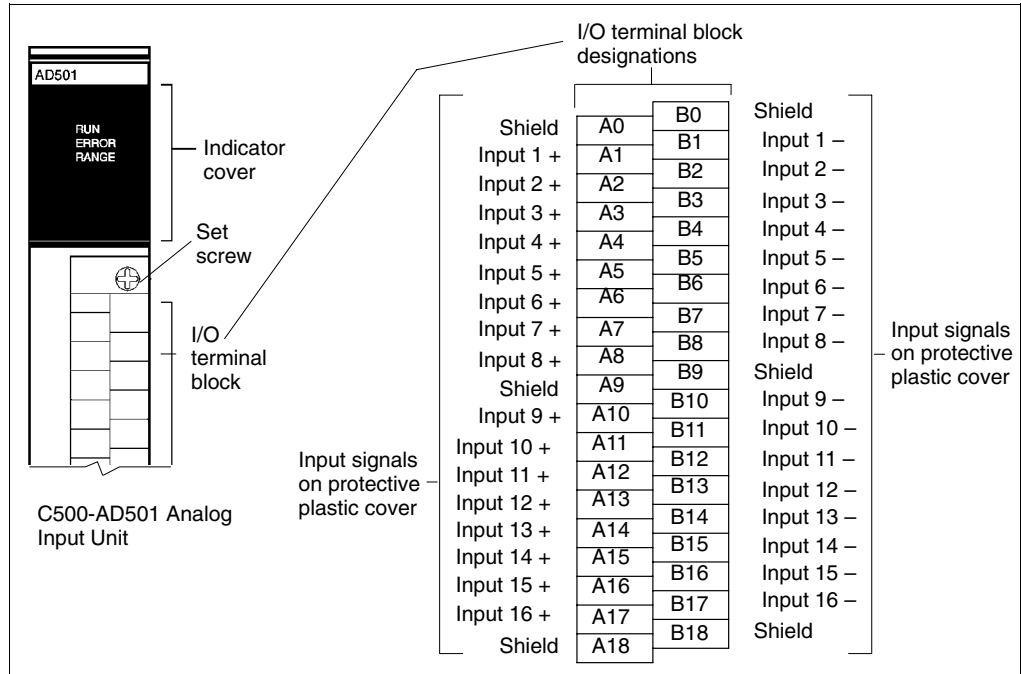 I/O terminal block
designations
AD501
RUN
ERROR
RANGE
Indicator
cover
Set
screw
I/O
terminal
block
C500-AD501 Analog
Input Unit
Input signals
on protective
plastic cover
Shield A0 B0 Shield
Input 1 + A1 B1 Input 1 –
Input 2 + A2 B2 Input 2 –
Input 3 + A3 B3 Input 3 –
Input 4 + A4 B4 Input 4 –
Input 5 + A5 B5 Input 5 –
Input 6 + A6 B6 Input 6 –
Input 7 + A7 B7 Input 7 –
Input 8 + A8 B8 Input 8 –
Shield A9 B9 Shield
Input 9 + A10 B10 Input 9 –
Input 10 + A11 B11 Input 10 –
Input 11 + A12 B12 Input 11 –
Input 12 + A13 B13 Input 12 –
Input 13 + A14 B14 Input 13 –
Input 14 + A15 B15 Input 14 –
Input 15 + A16 B16 Input 15 –
Input 16 + A17 B17 Input 16 –
Shield A18 B18 Shield
Input signals
on protective
plastic cover